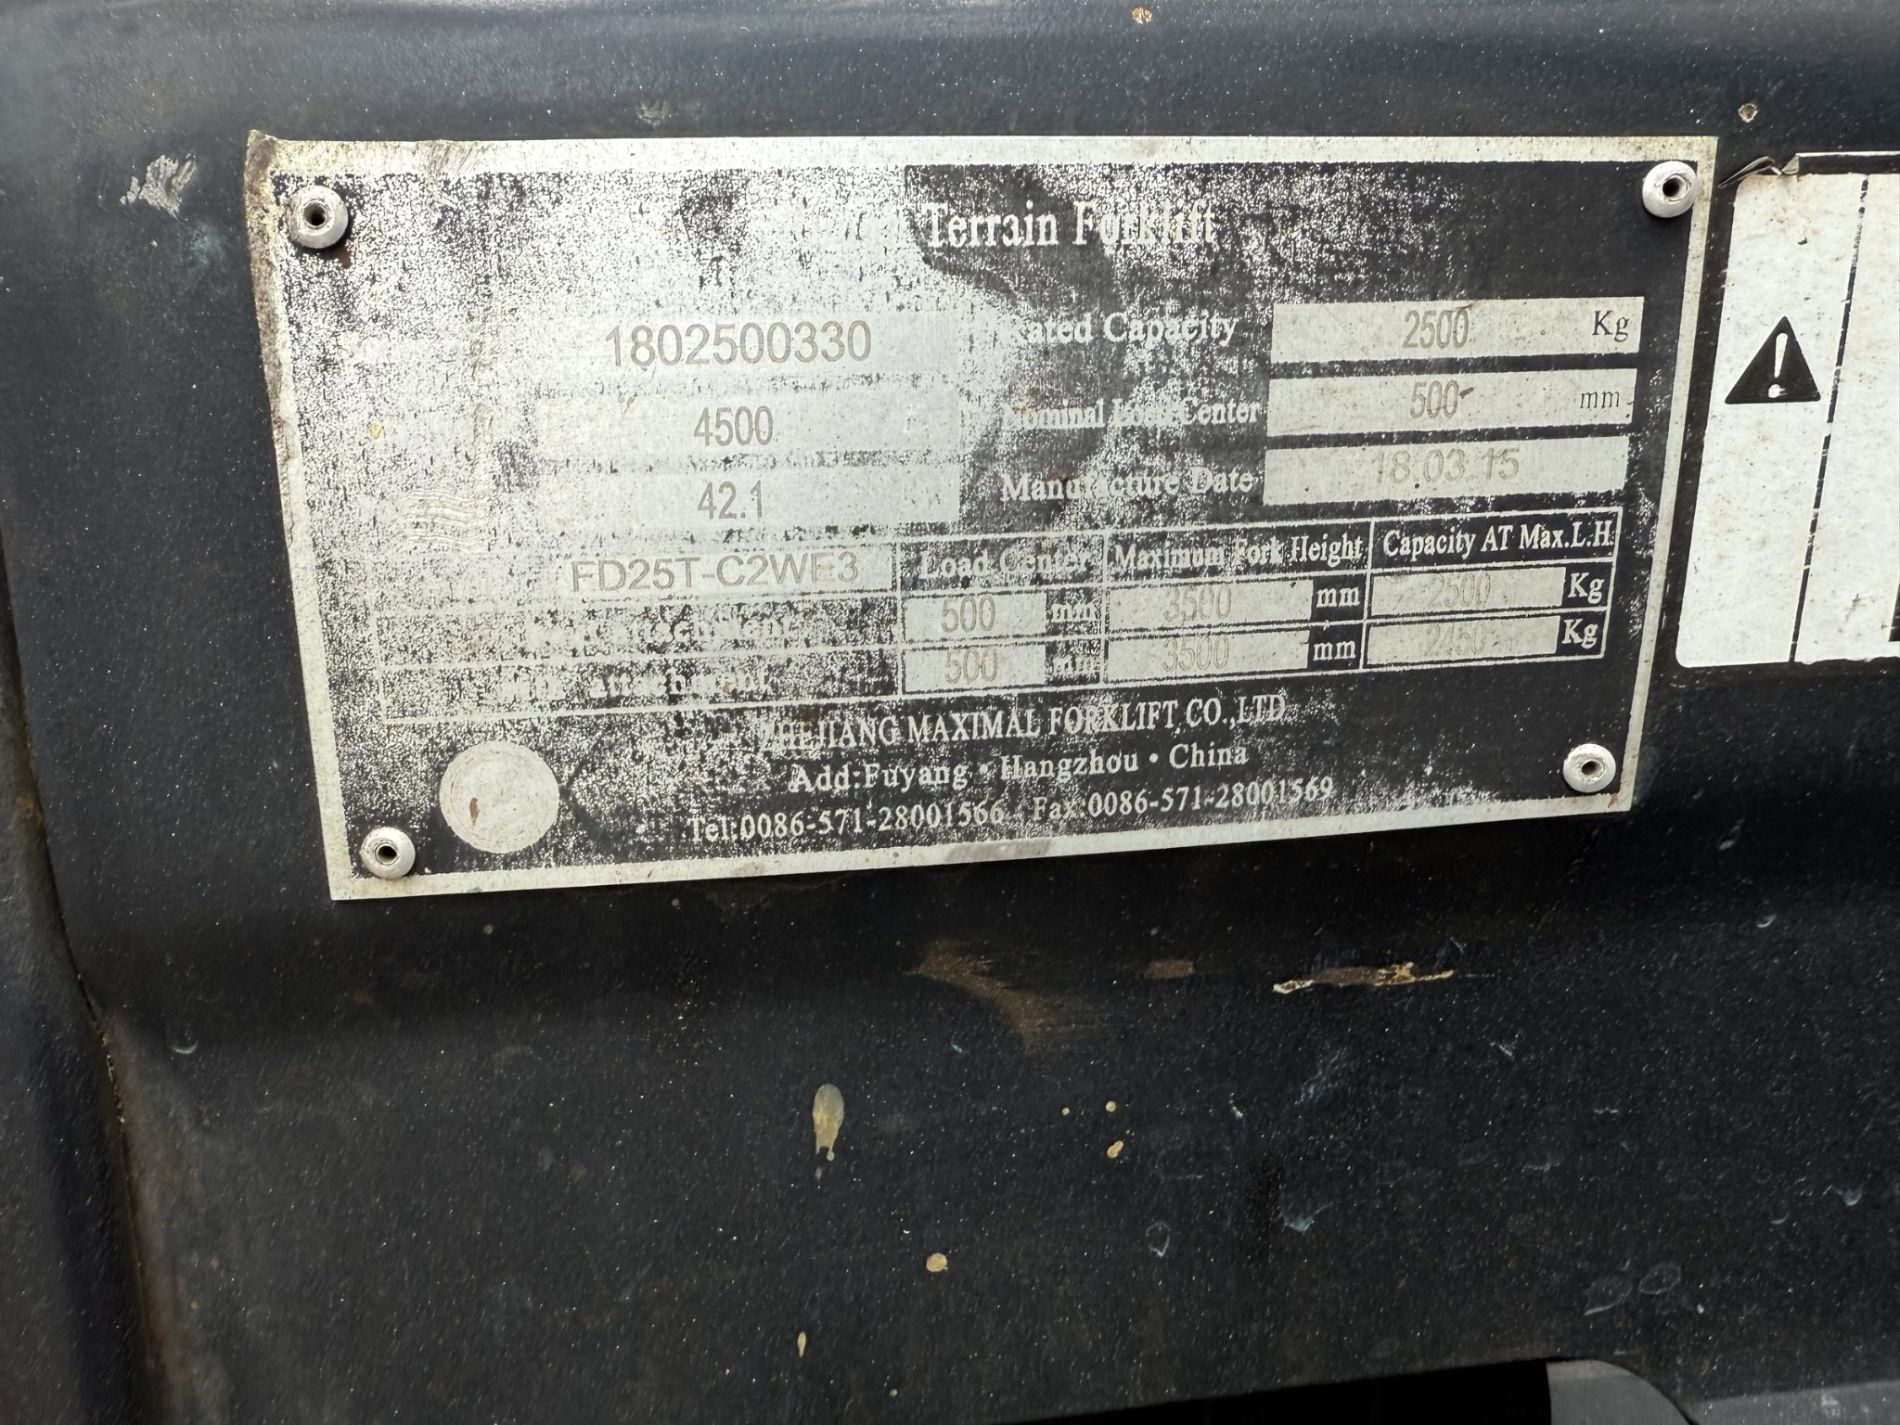 Terrain Forklift
1802500330 Rated Capacity 2500 Kg
4500 Nominal Load Center 500 mm
42.1 Manufacture Date 18.03.15
FD25T-C2WE3 Load Center Maximum Fork Height Capacity AT Max.L.H
attachment 500 mm 3500 mm 2500 Kg
attachment 500 mm 3500 mm 2450 Kg
ZHEJIANG MAXIMAL FORKLIFT CO.,LTD
Add:Fuyang·Hangzhou·China
Tel:0086-571-28001566 Fax:0086-571-28001569